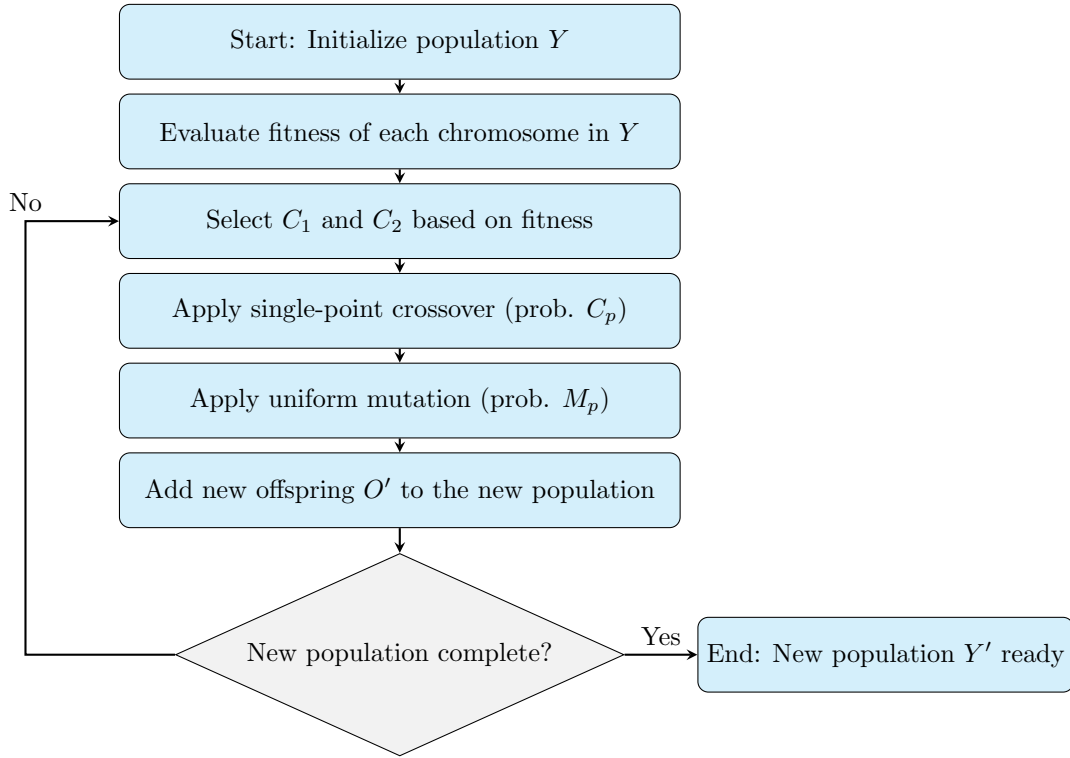 Start: Initialize population Y
Evaluate fitness of each chromosome in Y
No
Select C₁ and C₂ based on fitness
Apply single-point crossover (prob. Cₚ)
Apply uniform mutation (prob. Mₚ)
Add new offspring O′ to the new population
New population complete?
Yes
End: New population Y′ ready